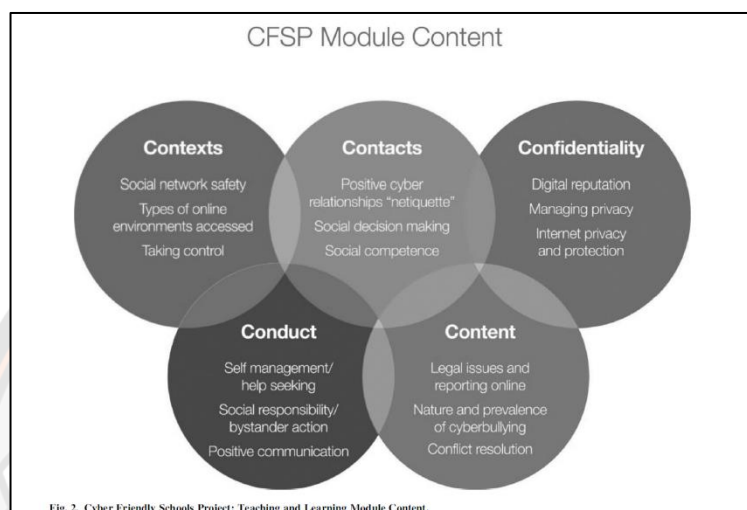 CFSP Module Content
Contexts
Social network safety
Types of online
environments accessed
Taking control
Contacts
Positive cyber
relationships “netiquette”
Social decision making
Social competence
Confidentiality
Digital reputation
Managing privacy
Internet privacy
and protection
Conduct
Self management/
help seeking
Social responsibility/
bystander action
Positive communication
Content
Legal issues and
reporting online
Nature and prevalence
of cyberbullying
Conflict resolution
Fig. 2. Cyber Friendly Schools Project: Teaching and Learning Module Content.